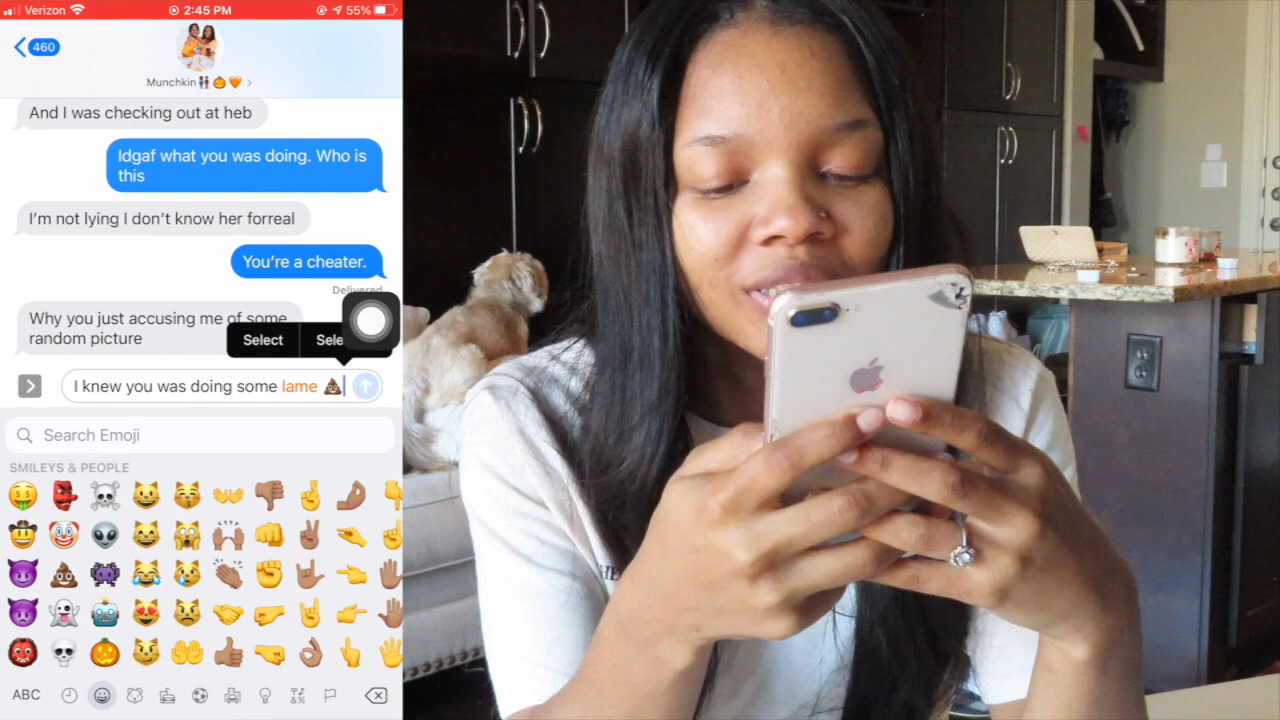 Verizon 2:45 PM 55%
460
Munchkin
And I was checking out at heb
Idgaf what you was doing. Who is
this
I'm not lying I don't know her forreal
You're a cheater.
Delivered
Why you just accusing me of some
random picture
Select Sele
I knew you was doing some lame 💩
Search Emoji
SMILEYS & PEOPLE
ABC
HE